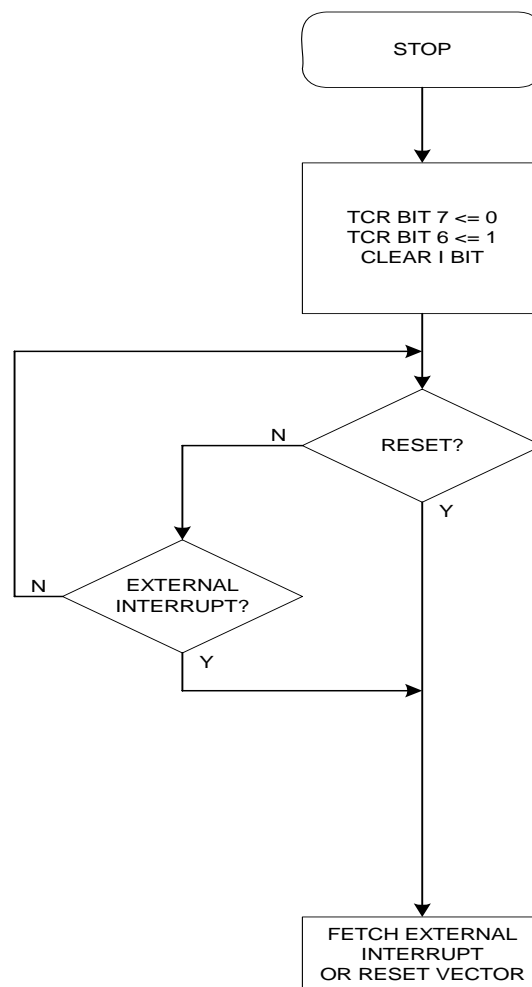 STOP
TCR BIT 7 <= 0
TCR BIT 6 <= 1
CLEAR I BIT
N
RESET?
Y
N
EXTERNAL
INTERRUPT?
Y
FETCH EXTERNAL
INTERRUPT
OR RESET VECTOR